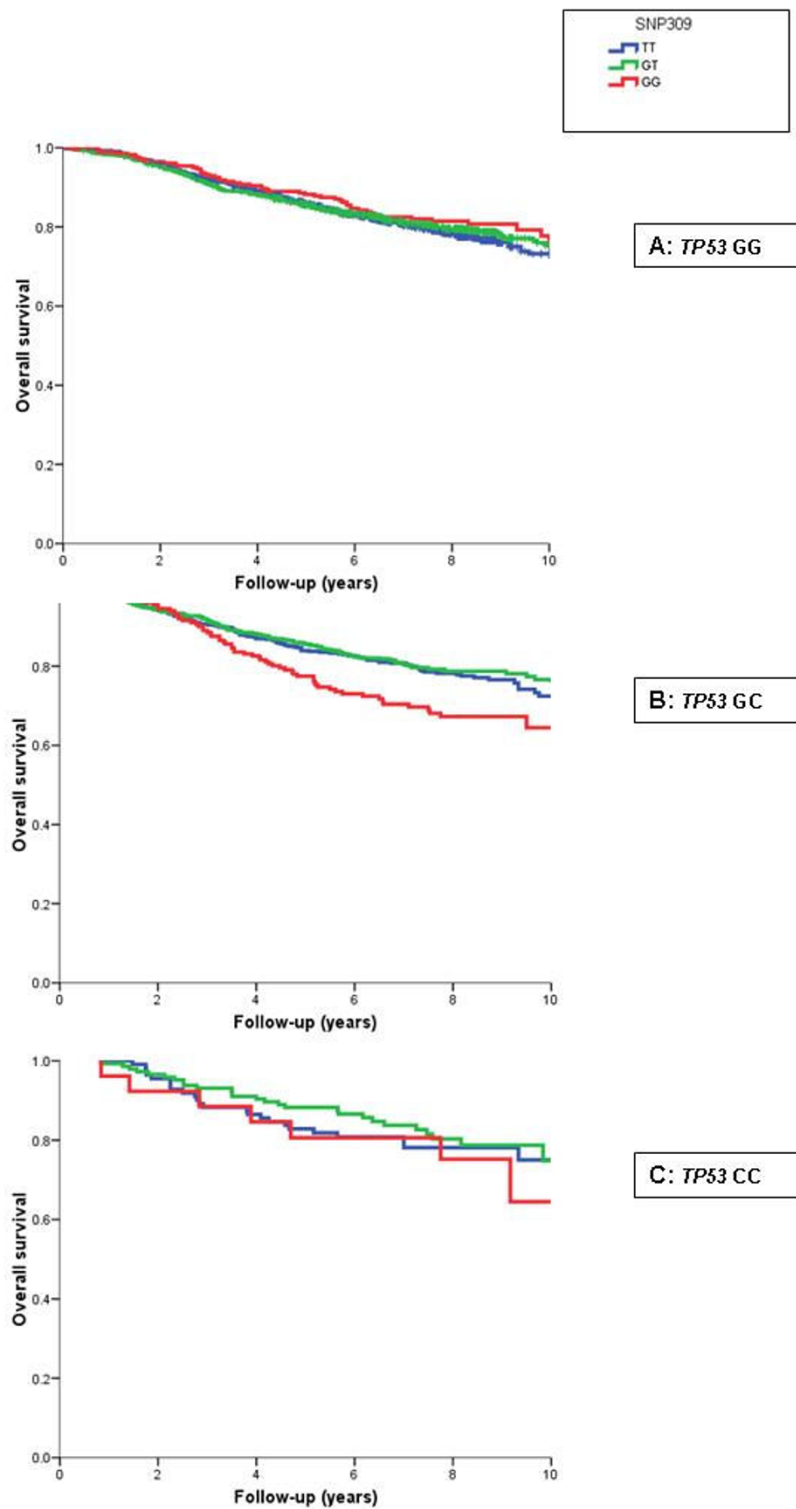 SNP309
TT
GT
GG
1.0
0.8
0.6
0.4
0.2
0.0
Overall survival
0 2 4 6 8 10
Follow-up (years)
A: TP53 GG
0.8
0.6
0.4
0.2
0.0
Overall survival
0 2 4 6 8 10
Follow-up (years)
B: TP53 GC
1.0
0.8
0.6
0.4
0.2
0.0
Overall survival
0 2 4 6 8 10
Follow-up (years)
C: TP53 CC